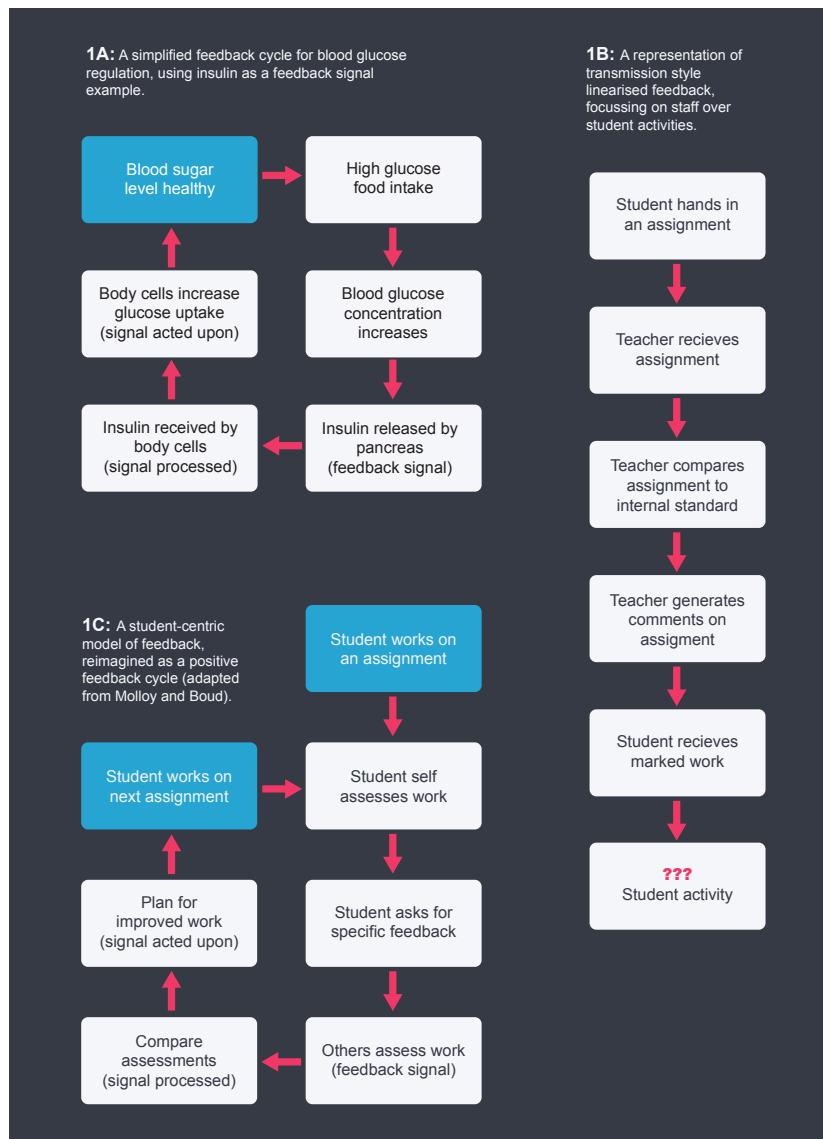 1A: A simplified feedback cycle for blood glucose
regulation, using insulin as a feedback signal
example.
Blood sugar
level healthy
High glucose
food intake
Blood glucose
concentration
increases
Insulin released by
pancreas
(feedback signal)
Insulin received by
body cells
(signal processed)
Body cells increase
glucose uptake
(signal acted upon)
1B: A representation of
transmission style
linearised feedback,
focussing on staff over
student activities.
Student hands in
an assignment
Teacher recieves
assignment
Teacher compares
assignment to
internal standard
Teacher generates
comments on
assigment
Student recieves
marked work
???
Student activity
1C: A student-centric
model of feedback,
reimagined as a positive
feedback cycle (adapted
from Molloy and Boud).
Student works on
an assignment
Student self
assesses work
Student asks for
specific feedback
Others assess work
(feedback signal)
Compare
assessments
(signal processed)
Plan for
improved work
(signal acted upon)
Student works on
next assignment